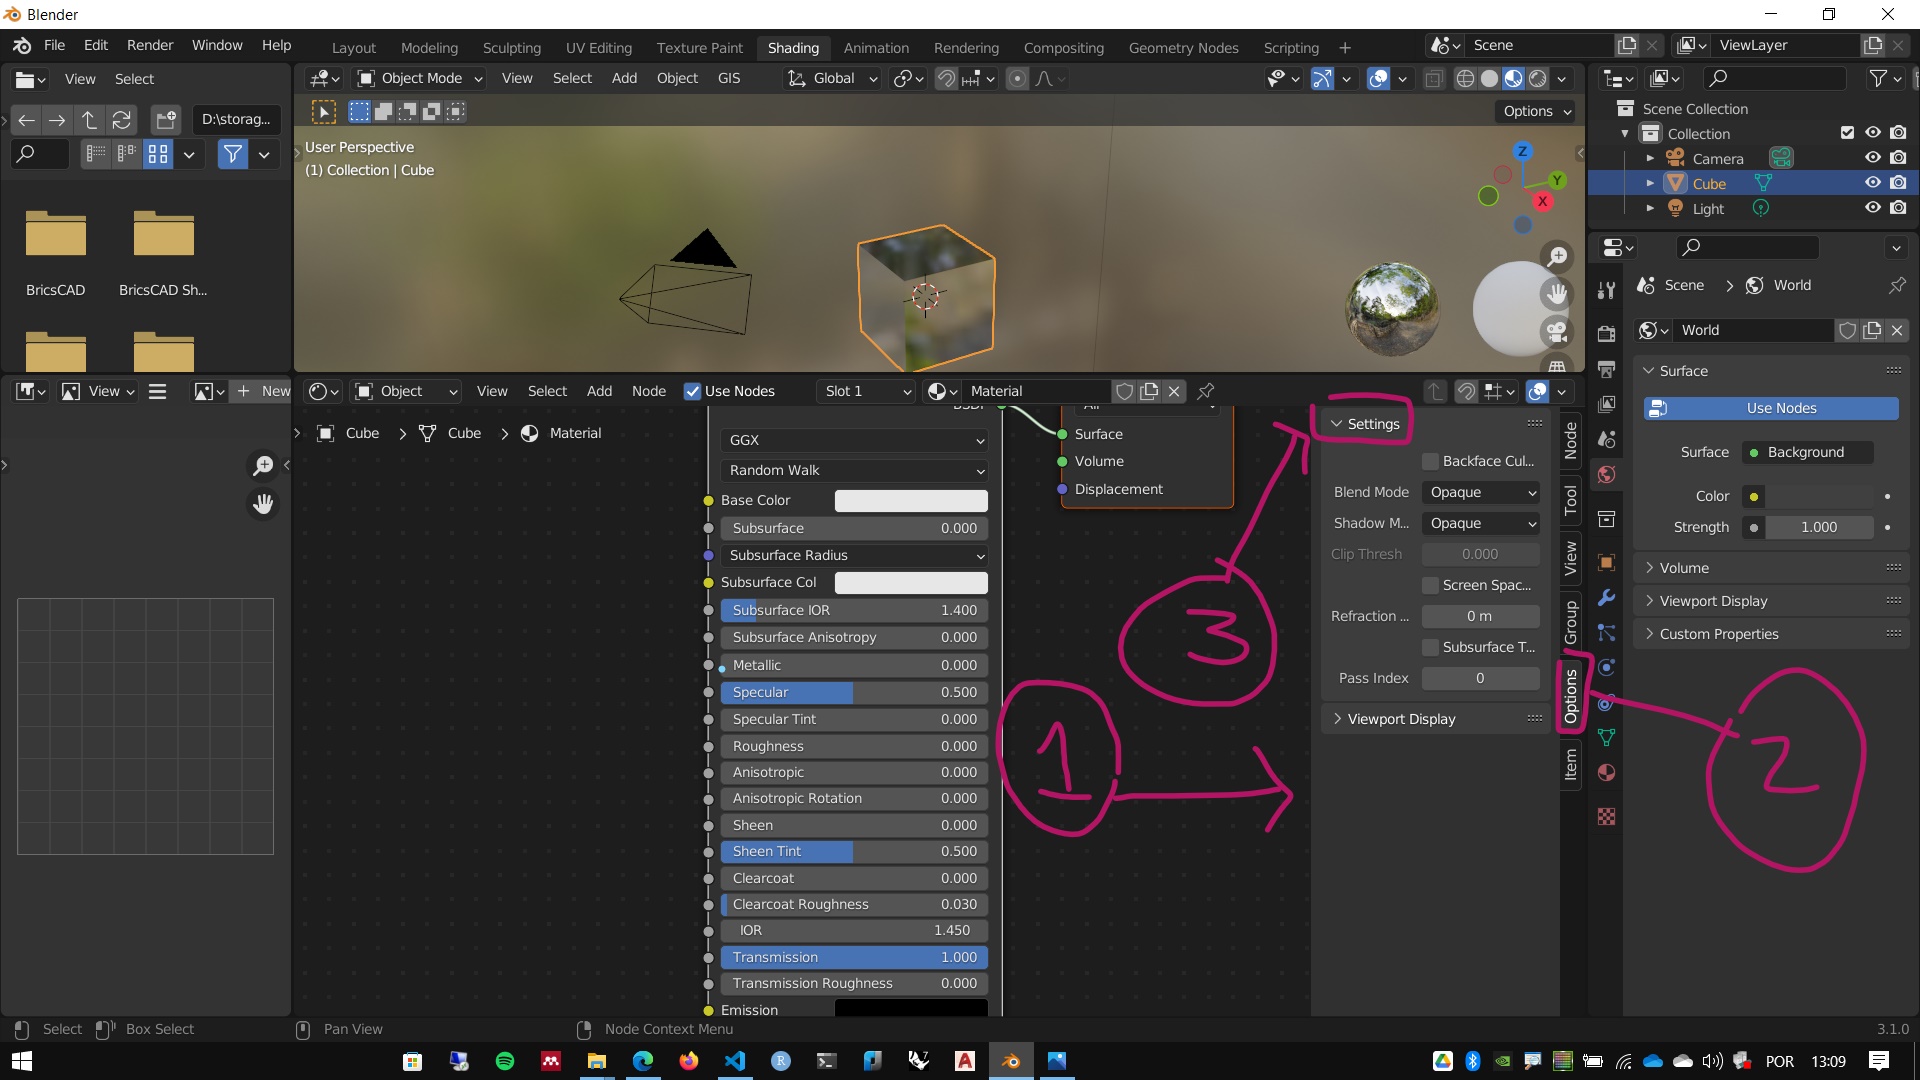 Blender
File Edit Render Window Help Layout Modeling Sculpting UV Editing Texture Paint Shading Animation Rendering Compositing Geometry Nodes Scripting + Scene ViewLayer
View Select
Object Mode View Select Add Object GIS Global
D:\storag...
Options
User Perspective
(1) Collection | Cube
Z
Y
X
BricsCAD BricsCAD Sh...
Scene Collection
Collection
Camera
Cube
Light
Scene > World
World
Surface
Use Nodes
Surface Background
Color
Strength 1.000
Volume
Viewport Display
Custom Properties
View + New
Object View Select Add Node Use Nodes Slot 1 Material
Cube > Cube > Material
BSDF
GGX
Random Walk
Base Color
Subsurface 0.000
Subsurface Radius
Subsurface Col
Subsurface IOR 1.400
Subsurface Anisotropy 0.000
Metallic 0.000
Specular 0.500
Specular Tint 0.000
Roughness 0.000
Anisotropic 0.000
Anisotropic Rotation 0.000
Sheen 0.000
Sheen Tint 0.500
Clearcoat 0.000
Clearcoat Roughness 0.030
IOR 1.450
Transmission 1.000
Transmission Roughness 0.000
Emission
All
Surface
Volume
Displacement
1
3
2
Settings
Backface Cul...
Blend Mode Opaque
Shadow M... Opaque
Clip Thresh 0.000
Screen Spac...
Refraction ... 0 m
Subsurface T...
Pass Index 0
Viewport Display
Node
Tool
View
Group
Options
Item
Select Box Select Pan View Node Context Menu 3.1.0
POR 13:09